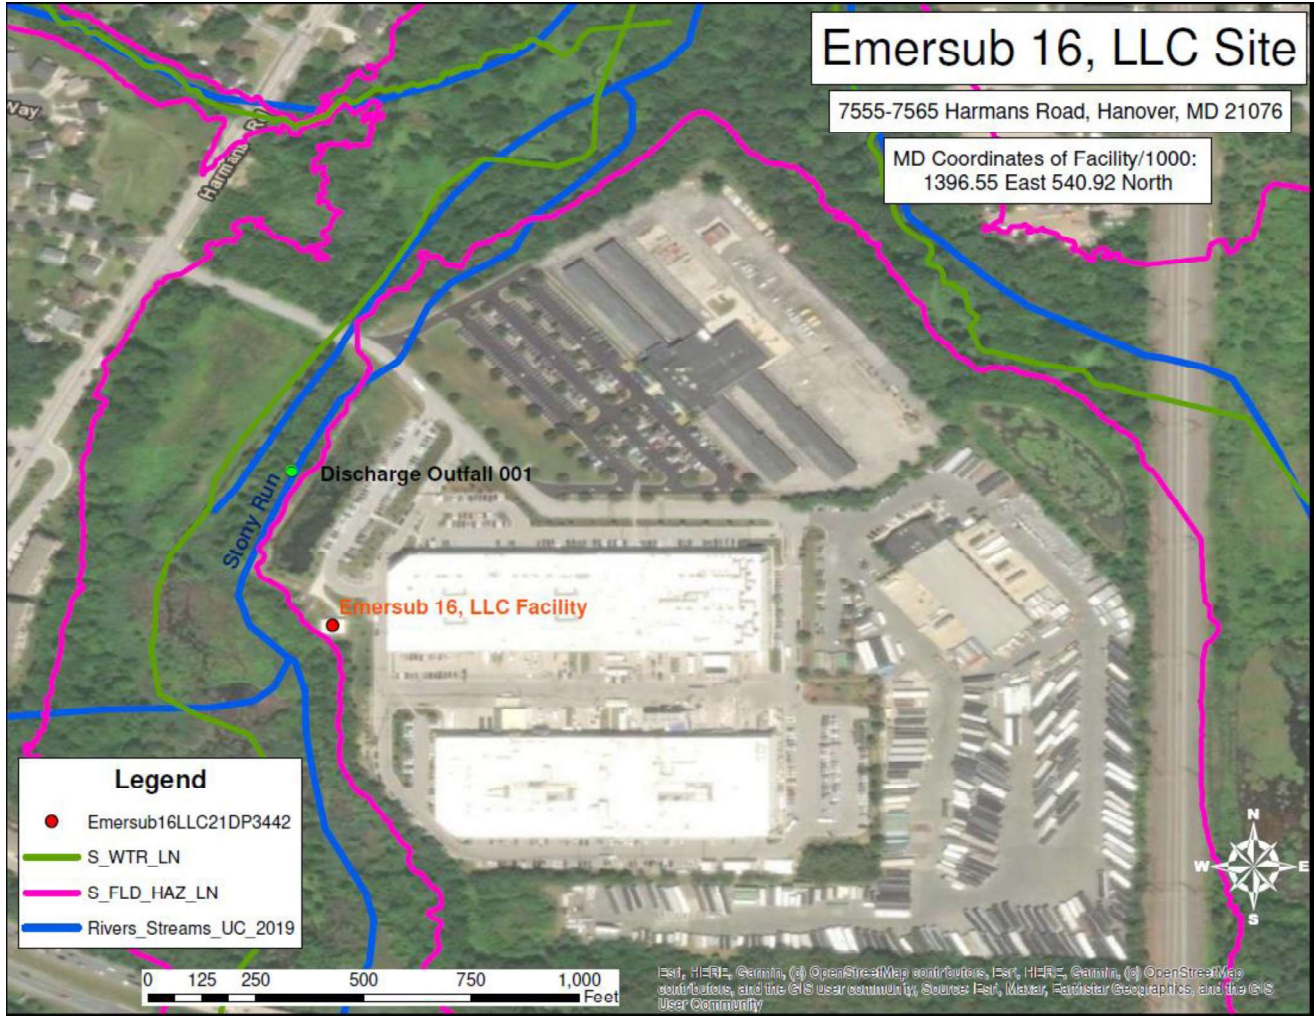 Emersub 16, LLC Site
7555-7565 Harmans Road, Hanover, MD 21076
MD Coordinates of Facility/1000:
1396.55 East 540.92 North
Way
Harmans Rd
Discharge Outfall 001
Stony Run
Emersub 16, LLC Facility
Legend
Emersub16LLC21DP3442
S_WTR_LN
S_FLD_HAZ_LN
Rivers_Streams_UC_2019
N
W E
S
0 125 250 500 750 1,000
Feet
Esri, HERE, Garmin, (c) OpenStreetMap contributors, Esri, HERE, Garmin, (c) OpenStreetMap
contributors, and the GIS user community, Source: Esri, Maxar, Earthstar Geographics, and the GIS
User Community